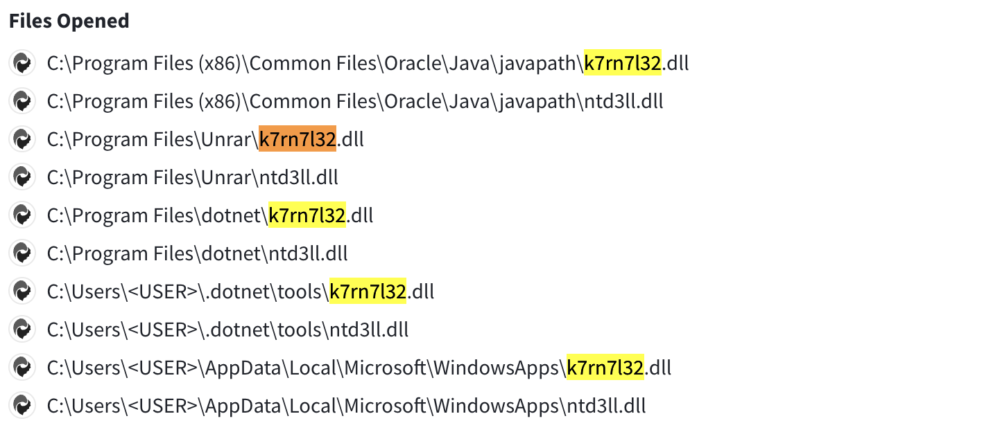 Files Opened
C:\Program Files (x86)\Common Files\Oracle\Java\javapath\k7rn7l32.dll
C:\Program Files (x86)\Common Files\Oracle\Java\javapath\ntd3ll.dll
C:\Program Files\Unrar\k7rn7l32.dll
C:\Program Files\Unrar\ntd3ll.dll
C:\Program Files\dotnet\k7rn7l32.dll
C:\Program Files\dotnet\ntd3ll.dll
C:\Users\<USER>\.dotnet\tools\k7rn7l32.dll
C:\Users\<USER>\.dotnet\tools\ntd3ll.dll
C:\Users\<USER>\AppData\Local\Microsoft\WindowsApps\k7rn7l32.dll
C:\Users\<USER>\AppData\Local\Microsoft\WindowsApps\ntd3ll.dll